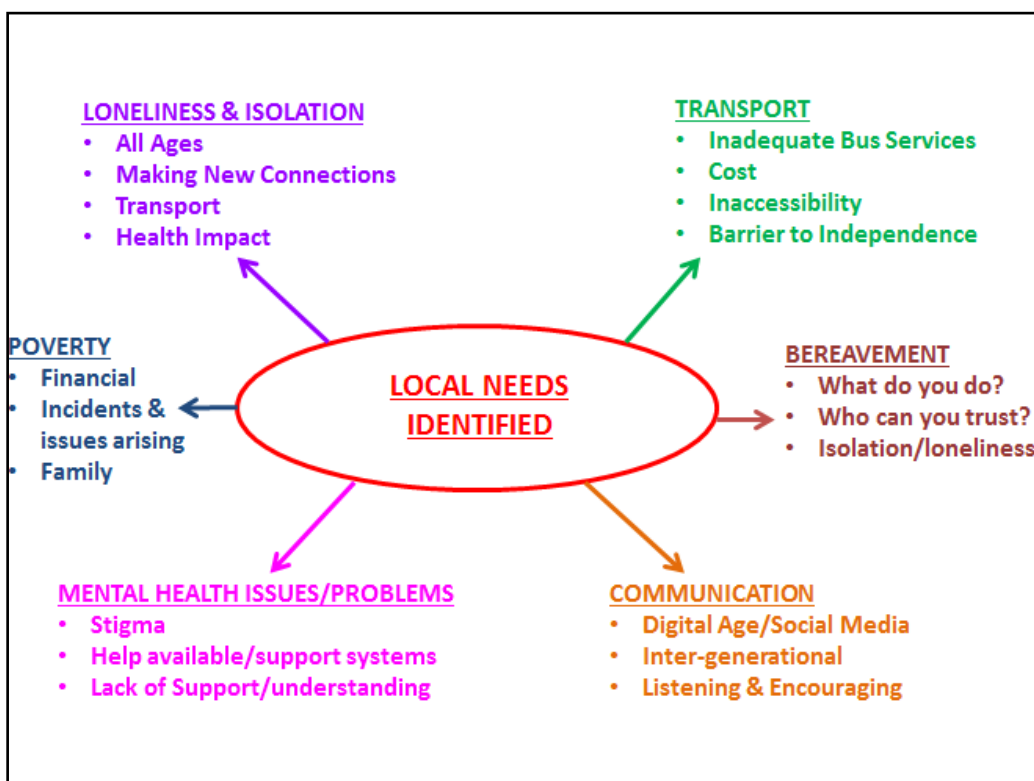 LONELINESS & ISOLATION
• All Ages
• Making New Connections
• Transport
• Health Impact
TRANSPORT
• Inadequate Bus Services
• Cost
• Inaccessibility
• Barrier to Independence
POVERTY
• Financial
• Incidents &
issues arising
• Family
LOCAL NEEDS
IDENTIFIED
BEREAVEMENT
• What do you do?
• Who can you trust?
• Isolation/loneliness
MENTAL HEALTH ISSUES/PROBLEMS
• Stigma
• Help available/support systems
• Lack of Support/understanding
COMMUNICATION
• Digital Age/Social Media
• Inter-generational
• Listening & Encouraging